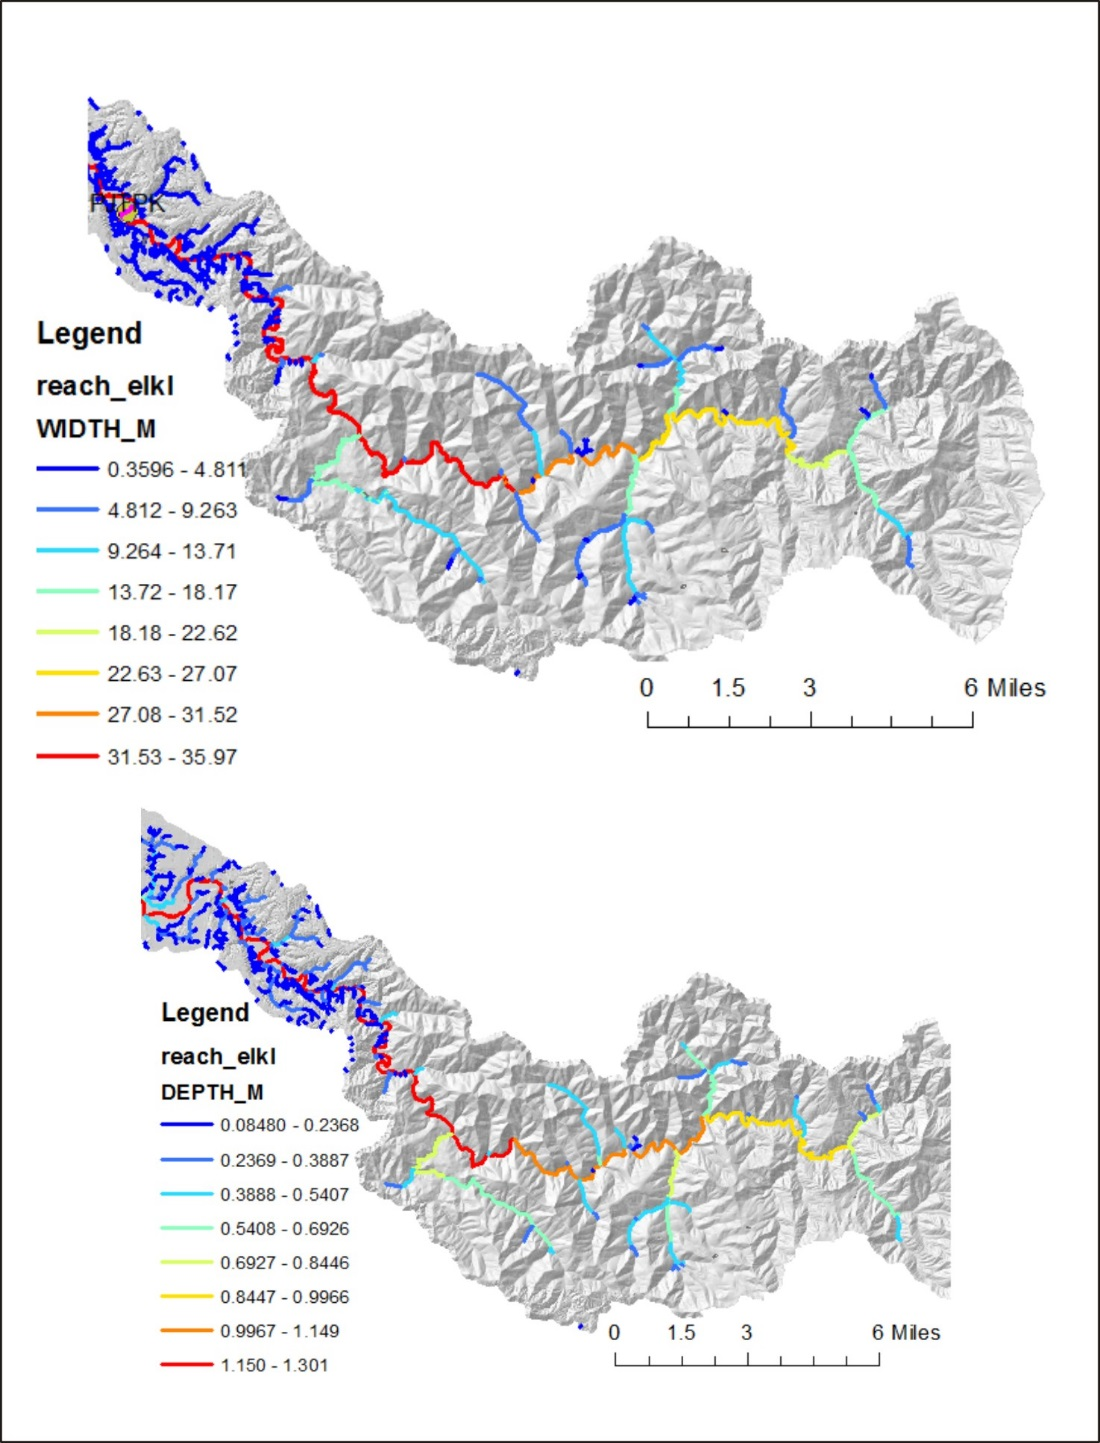 Legend
reach_elkl
WIDTH_M
0.3596 - 4.811
4.812 - 9.263
9.264 - 13.71
13.72 - 18.17
18.18 - 22.62
22.63 - 27.07
27.08 - 31.52
31.53 - 35.97
0 1.5 3 6 Miles
Legend
reach_elkl
DEPTH_M
0.08480 - 0.2368
0.2369 - 0.3887
0.3888 - 0.5407
0.5408 - 0.6926
0.6927 - 0.8446
0.8447 - 0.9966
0.9967 - 1.149
1.150 - 1.301
0 1.5 3 6 Miles